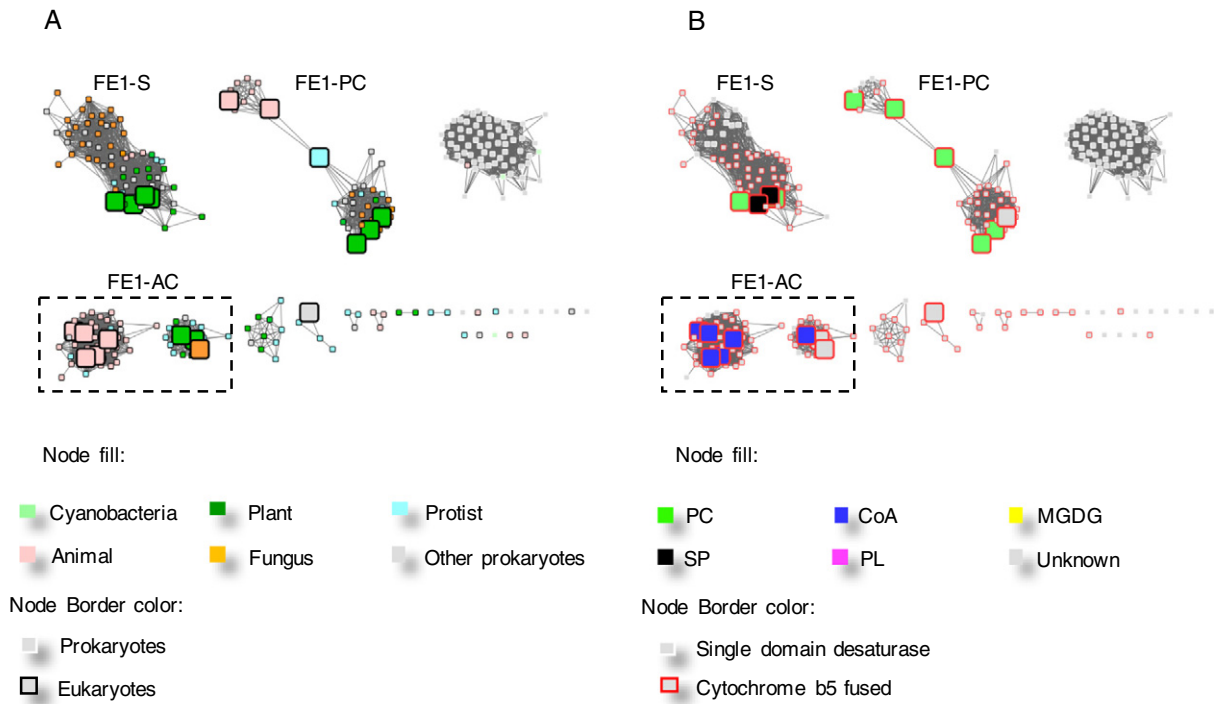 A
B
FE1-S
FE1-PC
FE1-S
FE1-PC
FE1-AC
FE1-AC
Node fill:
Node fill:
Cyanobacteria
Plant
Protist
PC
CoA
MGDG
Animal
Fungus
Other prokaryotes
SP
PL
Unknown
Node Border color:
Node Border color:
Prokaryotes
Single domain desaturase
Eukaryotes
Cytochrome b5 fused